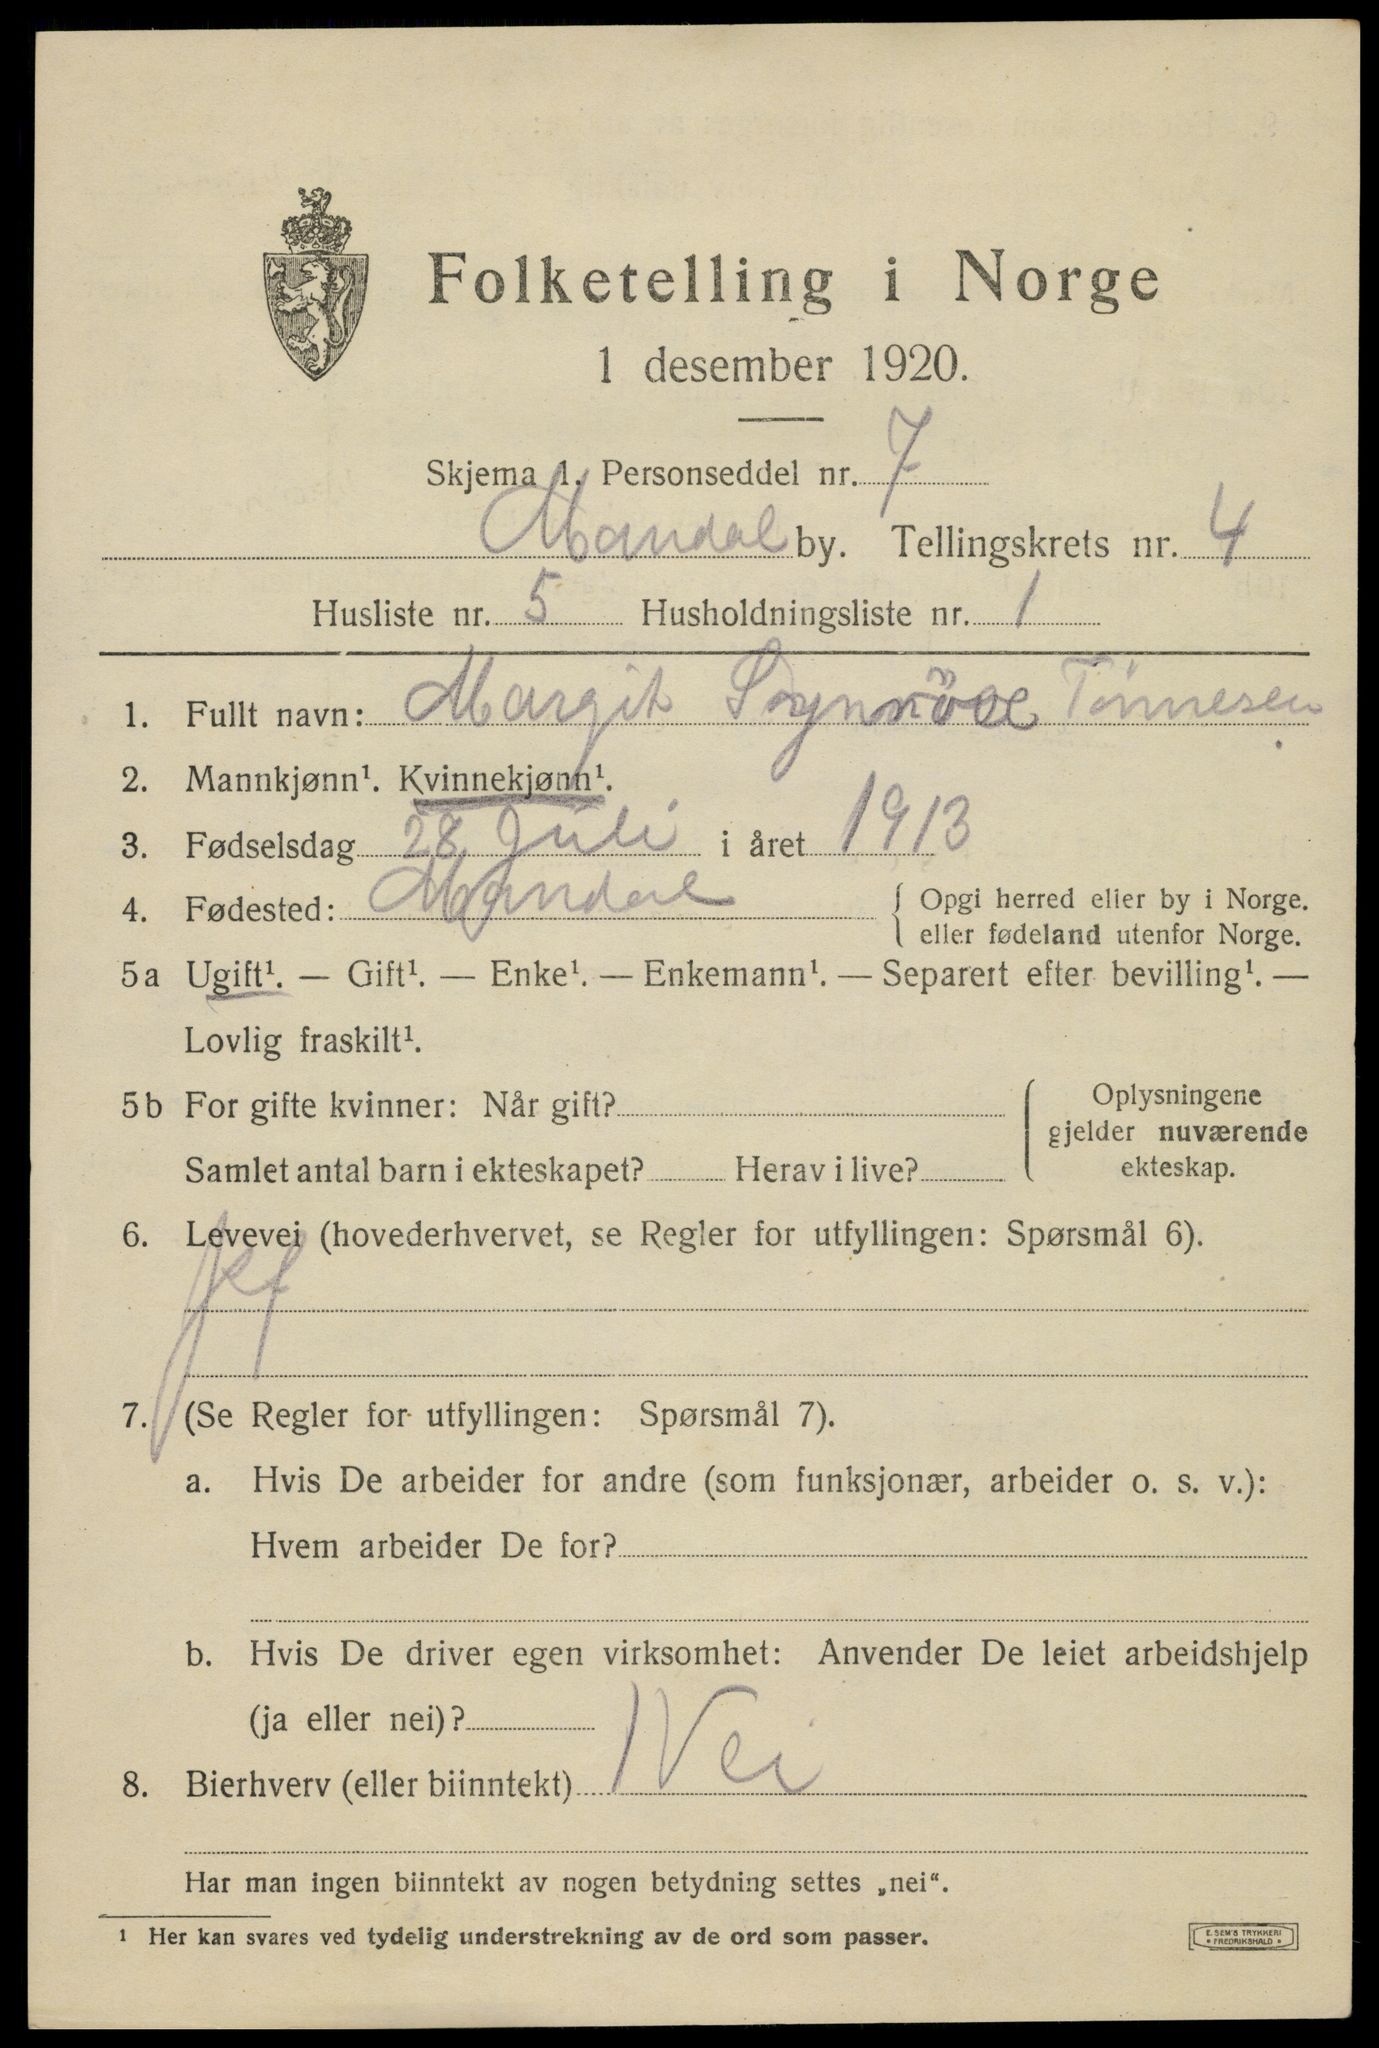 Folketelling i Norge
1 desember 1920.
Skjema 1. Personseddel nr. 7
Mandal by. Tellingskrets nr. 4
Husliste nr. 5 Husholdningsliste nr. 1
1. Fullt navn: Margit Tönnesen
2. Mannkjønn¹. Kvinnekjønn¹.
3. Fødselsdag 28 Juli i året 1913
4. Fødested: Mandal { Opgi herred eller by i Norge.
eller fødeland utenfor Norge.
5a Ugift¹. — Gift¹. — Enke¹. — Enkemann¹. — Separert efter bevilling¹. —
Lovlig fraskilt¹.
5b For gifte kvinner: Når gift?
Samlet antal barn i ekteskapet? Herav i live?
{ Oplysningene
gjelder nuværende
ekteskap.
6. Levevei (hovederhvervet, se Regler for utfyllingen: Spørsmål 6).
7. (Se Regler for utfyllingen: Spørsmål 7).
a. Hvis De arbeider for andre (som funksjonær, arbeider o. s. v.):
Hvem arbeider De for?
b. Hvis De driver egen virksomhet: Anvender De leiet arbeidshjelp
(ja eller nei)?
8. Bierhverv (eller biinntekt) Nei
Har man ingen biinntekt av nogen betydning settes „nei“.
¹ Her kan svares ved tydelig understrekning av de ord som passer.
E. SEM'S TRYKKERI
• FREDRIKSHALD •